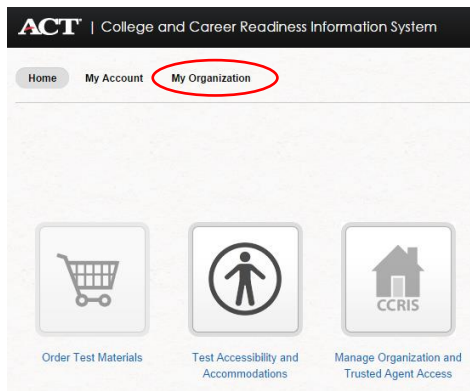 ACT® | College and Career Readiness Information System
Home My Account My Organization
CCRIS
Order Test Materials Test Accessibility and Manage Organization and
Accommodations Trusted Agent Access